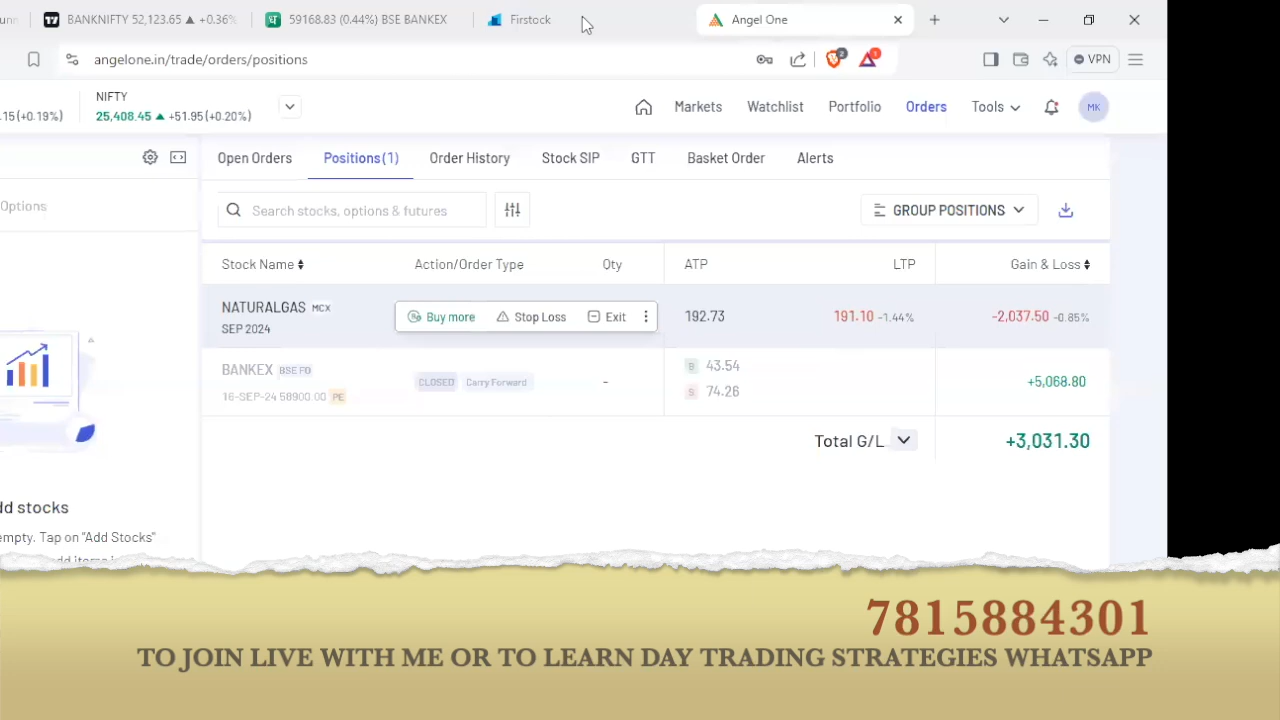 BANKNIFTY 52,123.65 ▲ +0.36%
59168.83 (0.44%) BSE BANKEX
Firstock
Angel One
angelone.in/trade/orders/positions
2
1
VPN
NIFTY
.15(+0.19%)
25,408.45 ▲ +51.95 (+0.20%)
Markets
Watchlist
Portfolio
Orders
Tools
MK
Open Orders
Positions (1)
Order History
Stock SIP
GTT
Basket Order
Alerts
Options
Search stocks, options & futures
GROUP POSITIONS
Stock Name
Action/Order Type
Qty
ATP
LTP
Gain & Loss
NATURALGAS MCX
SEP 2024
Buy more
Stop Loss
Exit
192.73
191.10 -1.44%
-2,037.50 -0.85%
BANKEX BSE FO
16-SEP-24 58900.00 PE
CLOSED Carry Forward
-
B 43.54
S 74.26
+5,068.80
Total G/L
+3,031.30
dd stocks
empty. Tap on "Add Stocks"
7815884301
TO JOIN LIVE WITH ME OR TO LEARN DAY TRADING STRATEGIES WHATSAPP